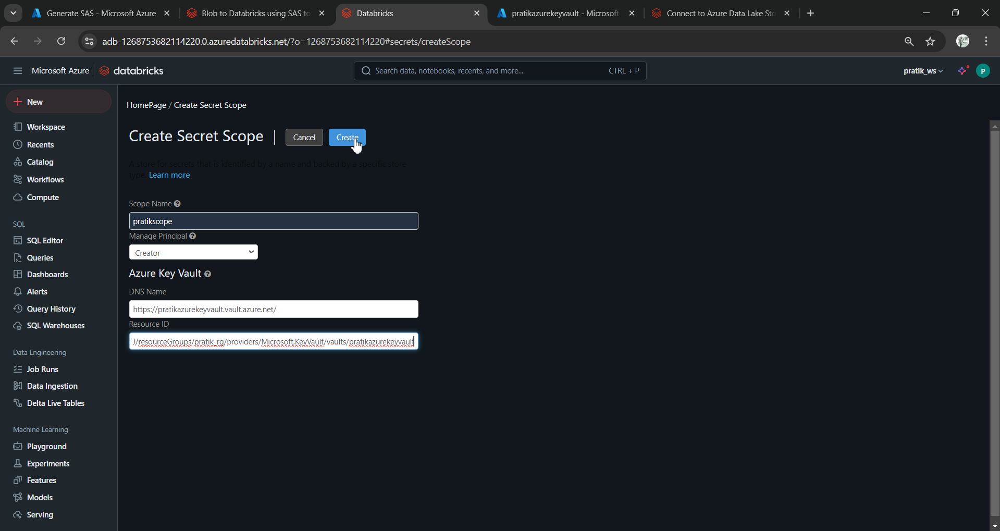 Generate SAS - Microsoft Azure
Blob to Databricks using SAS to
Databricks
pratikazurekeyvault - Microsoft
Connect to Azure Data Lake Sto
adb-1268753682114220.0.azuredatabricks.net/?o=1268753682114220#secrets/createScope
Microsoft Azure
databricks
Search data, notebooks, recents, and more...
CTRL + P
pratik_ws
P
New
Workspace
Recents
Catalog
Workflows
Compute
SQL
SQL Editor
Queries
Dashboards
Alerts
Query History
SQL Warehouses
Data Engineering
Job Runs
Data Ingestion
Delta Live Tables
Machine Learning
Playground
Experiments
Features
Models
Serving
HomePage / Create Secret Scope
Create Secret Scope
Cancel
Create
A store for secrets that is identified by a name and backed by a specific store
type. Learn more
Scope Name
pratikscope
Manage Principal
Creator
Azure Key Vault
DNS Name
https://pratikazurekeyvault.vault.azure.net/
Resource ID
/resourceGroups/pratik_rg/providers/Microsoft.KeyVault/vaults/pratikazurekeyvault